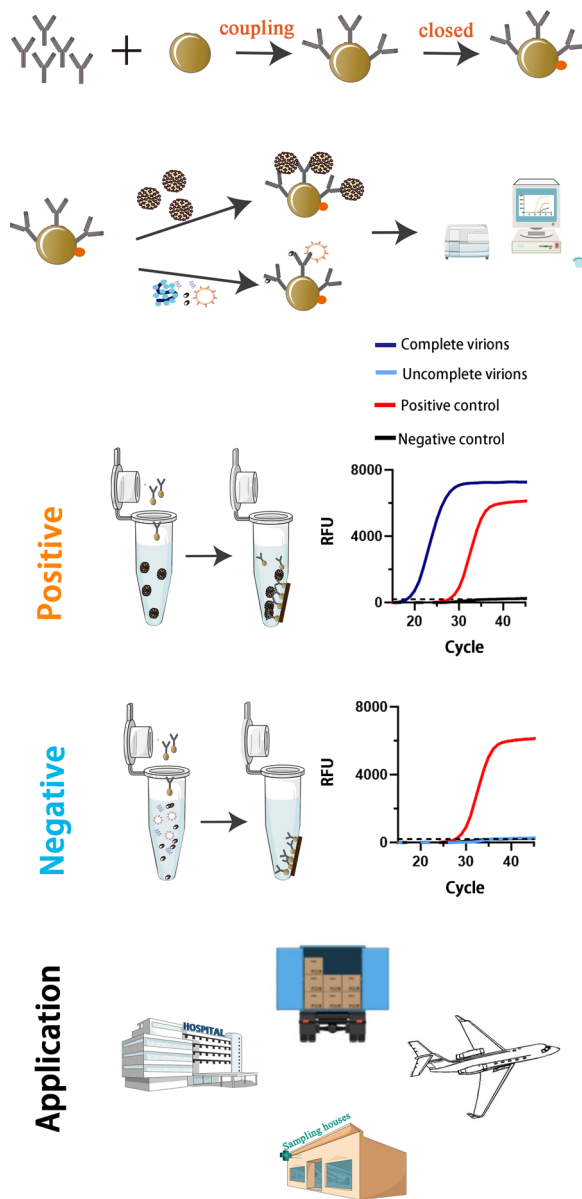 coupling
closed
Complete virions
Uncomplete virions
Positive control
Negative control
Positive
8000
4000
0
RFU
20
30
40
Cycle
Negative
8000
4000
0
RFU
20
30
40
Cycle
Application
HOSPITAL
Sampling houses